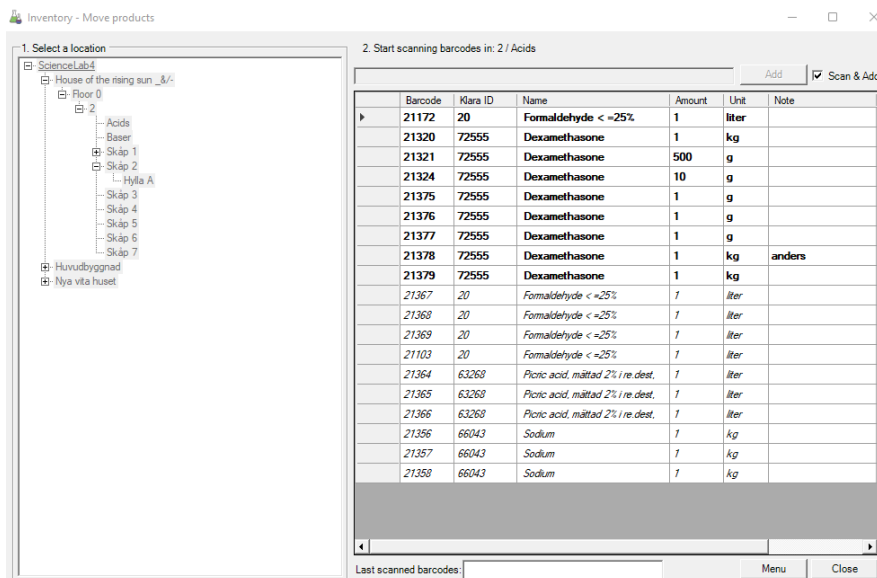 Inventory - Move products
1. Select a location
ScienceLab4
House of the rising sun _&/-
Floor 0
2
Acids
Baser
Skåp 1
Skåp 2
Hylla A
Skåp 3
Skåp 4
Skåp 5
Skåp 6
Skåp 7
Huvudbyggnad
Nya vita huset
2. Start scanning barcodes in: 2 / Acids
Add Scan & Add
Barcode Klara ID Name Amount Unit Note
21172 20 Formaldehyde < =25% 1 liter
21320 72555 Dexamethasone 1 kg
21321 72555 Dexamethasone 500 g
21324 72555 Dexamethasone 10 g
21375 72555 Dexamethasone 1 g
21376 72555 Dexamethasone 1 g
21377 72555 Dexamethasone 1 g
21378 72555 Dexamethasone 1 kg anders
21379 72555 Dexamethasone 1 kg
21367 20 Formaldehyde < =25% 1 liter
21368 20 Formaldehyde < =25% 1 liter
21369 20 Formaldehyde < =25% 1 liter
21103 20 Formaldehyde < =25% 1 liter
21364 63268 Picric acid, mättad 2% i re.dest, 1 liter
21365 63268 Picric acid, mättad 2% i re.dest, 1 liter
21366 63268 Picric acid, mättad 2% i re.dest, 1 liter
21356 66043 Sodium 1 kg
21357 66043 Sodium 1 kg
21358 66043 Sodium 1 kg
Last scanned barcodes: Menu Close